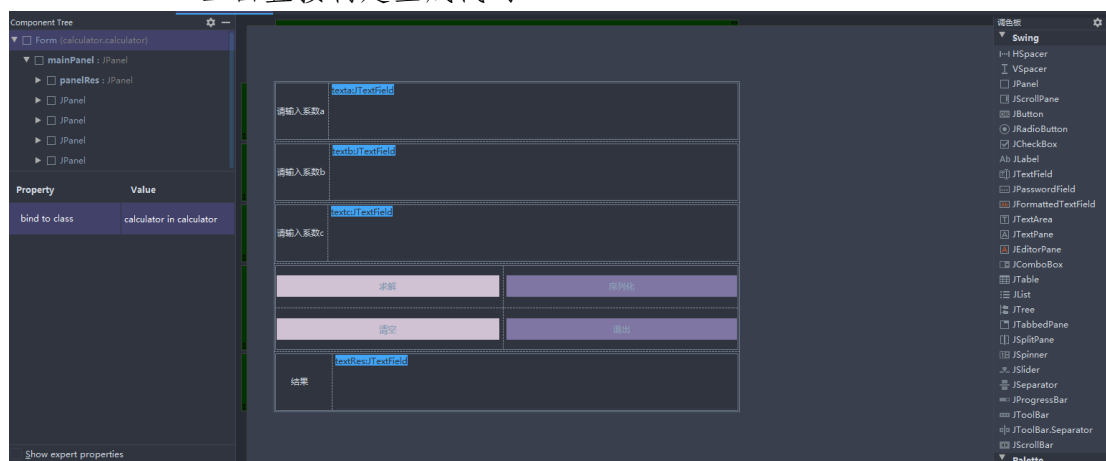 Component Tree
Form (calculator.calculator)
mainPanel : JPanel
panelRes : JPanel
JPanel
JPanel
JPanel
JPanel
Property Value
bind to class calculator in calculator
Show expert properties
texta:JTextField
请输入系数a
textb:JTextField
请输入系数b
textc:JTextField
请输入系数c
求解 序列化
清空 退出
textRes:JTextField
结果
调色板
Swing
HSpacer
VSpacer
JPanel
JScrollPane
JButton
JRadioButton
JCheckBox
Ab JLabel
JTextField
JPasswordField
JFormattedTextField
JTextArea
JTextPane
JEditorPane
JComboBox
JTable
JList
JTree
JTabbedPane
JSplitPane
JSpinner
JSlider
JSeparator
JProgressBar
JToolBar
JToolBar.Separator
JScrollBar
Palette